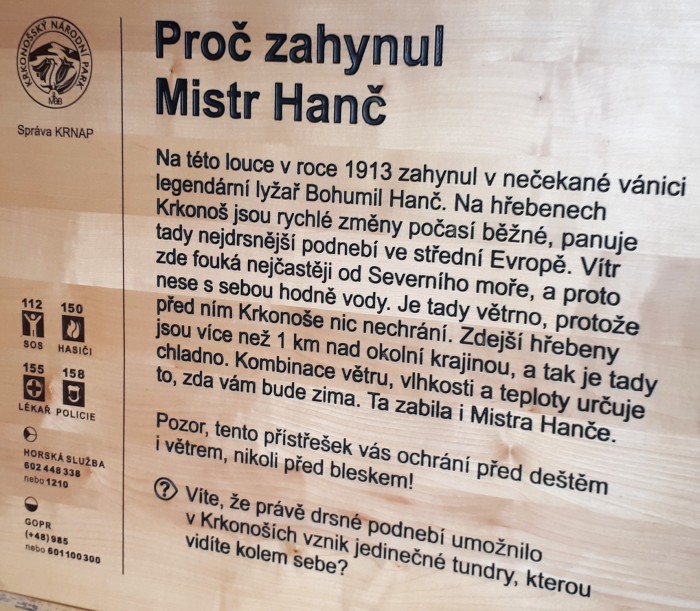 KRKONOŠSKÝ NÁRODNÍ PARK
MAB
Správa KRNAP
Proč zahynul
Mistr Hanč
Na této louce v roce 1913 zahynul v nečekané vánici
legendární lyžař Bohumil Hanč. Na hřebenech
Krkonoš jsou rychlé změny počasí běžné, panuje
tady nejdrsnější podnebí ve střední Evropě. Vítr
zde fouká nejčastěji od Severního moře, a proto
nese s sebou hodně vody. Je tady větrno, protože
před ním Krkonoše nic nechrání. Zdejší hřebeny
jsou více než 1 km nad okolní krajinou, a tak je tady
chladno. Kombinace větru, vlhkosti a teploty určuje
to, zda vám bude zima. Ta zabila i Mistra Hanče.
Pozor, tento přístřešek vás ochrání před deštěm
i větrem, nikoli před bleskem!
? Víte, že právě drsné podnebí umožnilo
v Krkonoších vznik jedinečné tundry, kterou
vidíte kolem sebe?
112 150
SOS HASIČI
155 158
LÉKAŘ POLICIE
HORSKÁ SLUŽBA
602 448 338
nebo 1210
GOPR
(+48) 985
nebo 601 100 300